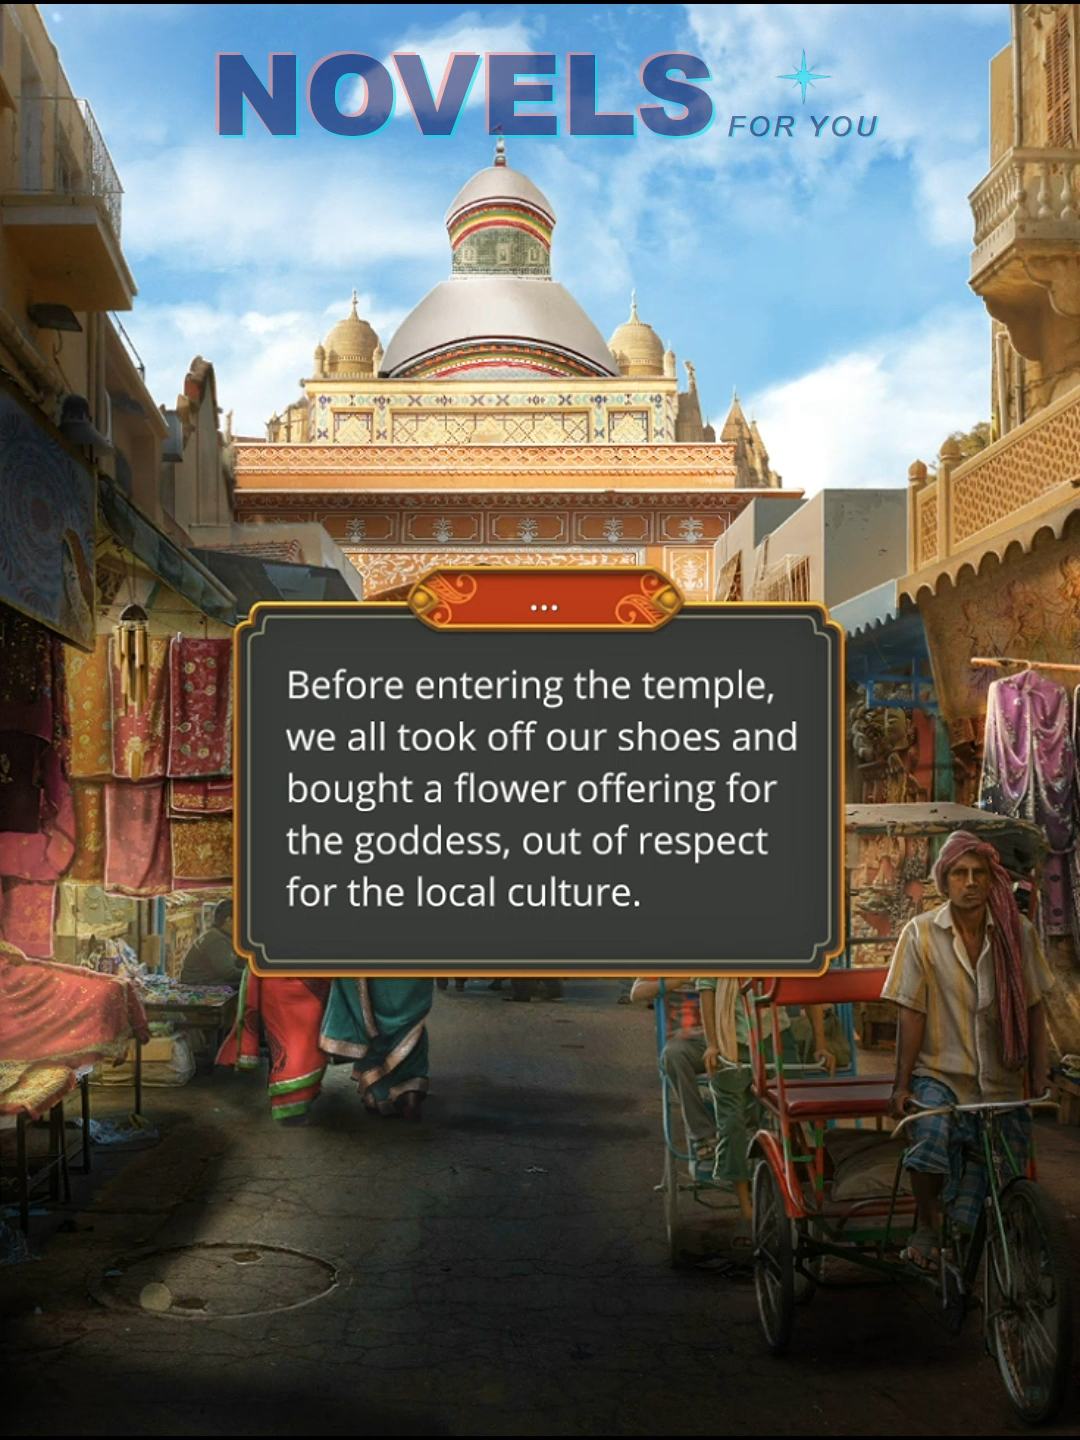 NOVELS
FOR YOU
...
Before entering the temple,
we all took off our shoes and
bought a flower offering for
the goddess, out of respect
for the local culture.